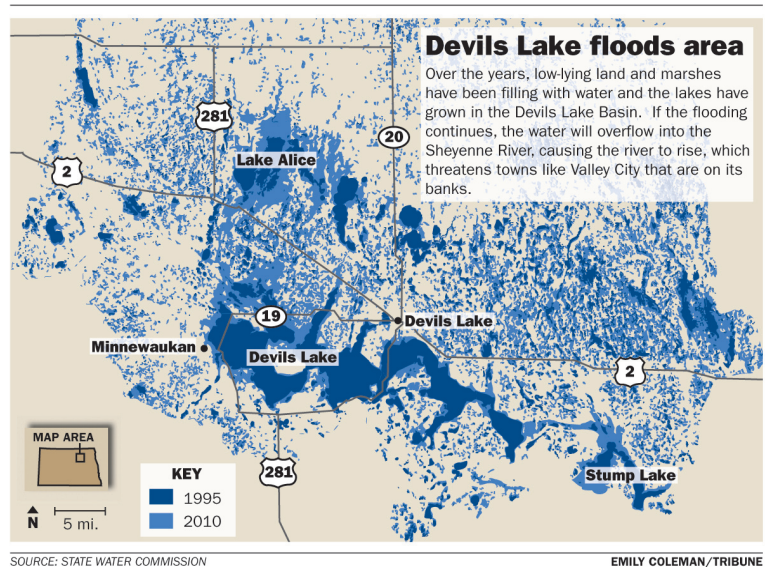 Devils Lake floods area
Over the years, low-lying land and marshes
have been filling with water and the lakes have
grown in the Devils Lake Basin.  If the flooding
continues, the water will overflow into the
Sheyenne River, causing the river to rise, which
threatens towns like Valley City that are on its
banks.
281
20
Lake Alice
2
19
Devils Lake
Minnewaukan
Devils Lake
2
MAP AREA
281
Stump Lake
KEY
1995
2010
N
5 mi.
SOURCE: STATE WATER COMMISSION
EMILY COLEMAN/TRIBUNE